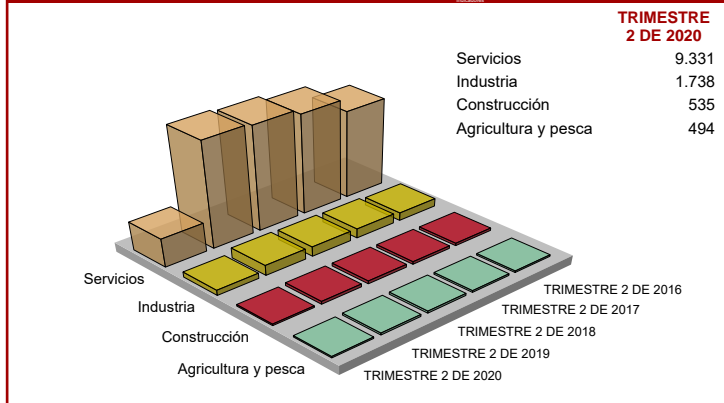 TRIMESTRE
2 DE 2020
Servicios 9.331
Industria 1.738
Construcción 535
Agricultura y pesca 494
Servicios
Industria
Construcción
Agricultura y pesca
TRIMESTRE 2 DE 2016
TRIMESTRE 2 DE 2017
TRIMESTRE 2 DE 2018
TRIMESTRE 2 DE 2019
TRIMESTRE 2 DE 2020